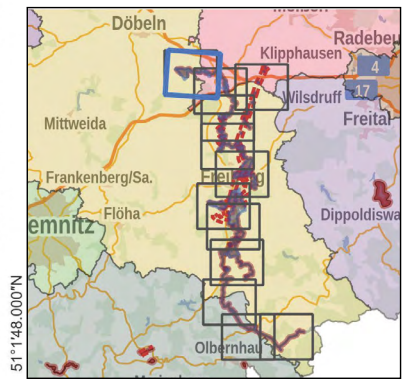 Döbeln
Klipphausen
Radebeu
4
17
Wilsdruff
Freital
Mittweida
Frankenberg/Sa.
Freiberg
Flöha
Dippoldiswa
emnitz
51°1'48.000"N
Olbernhau